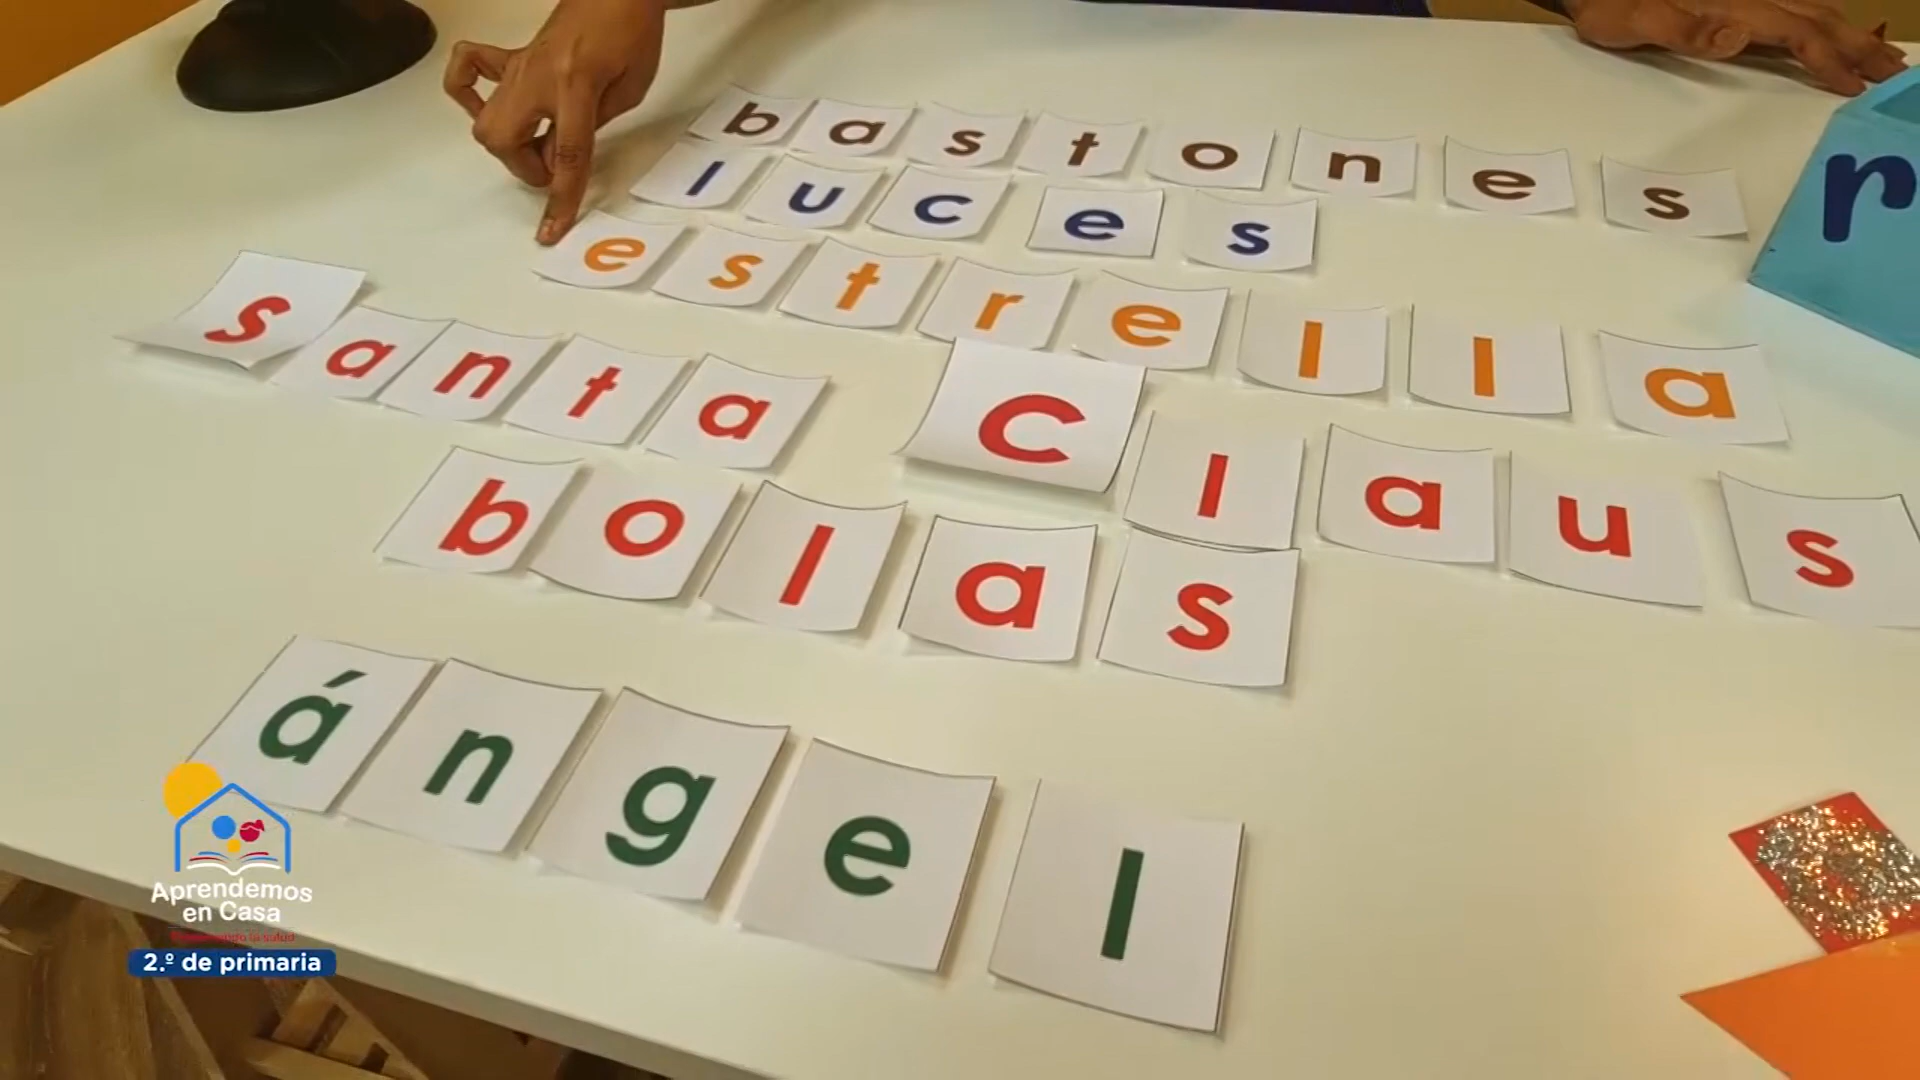 bastones
luces
r
estrella
Santa Claus
bolas
ángel
Aprendemos
en Casa
2.º de primaria